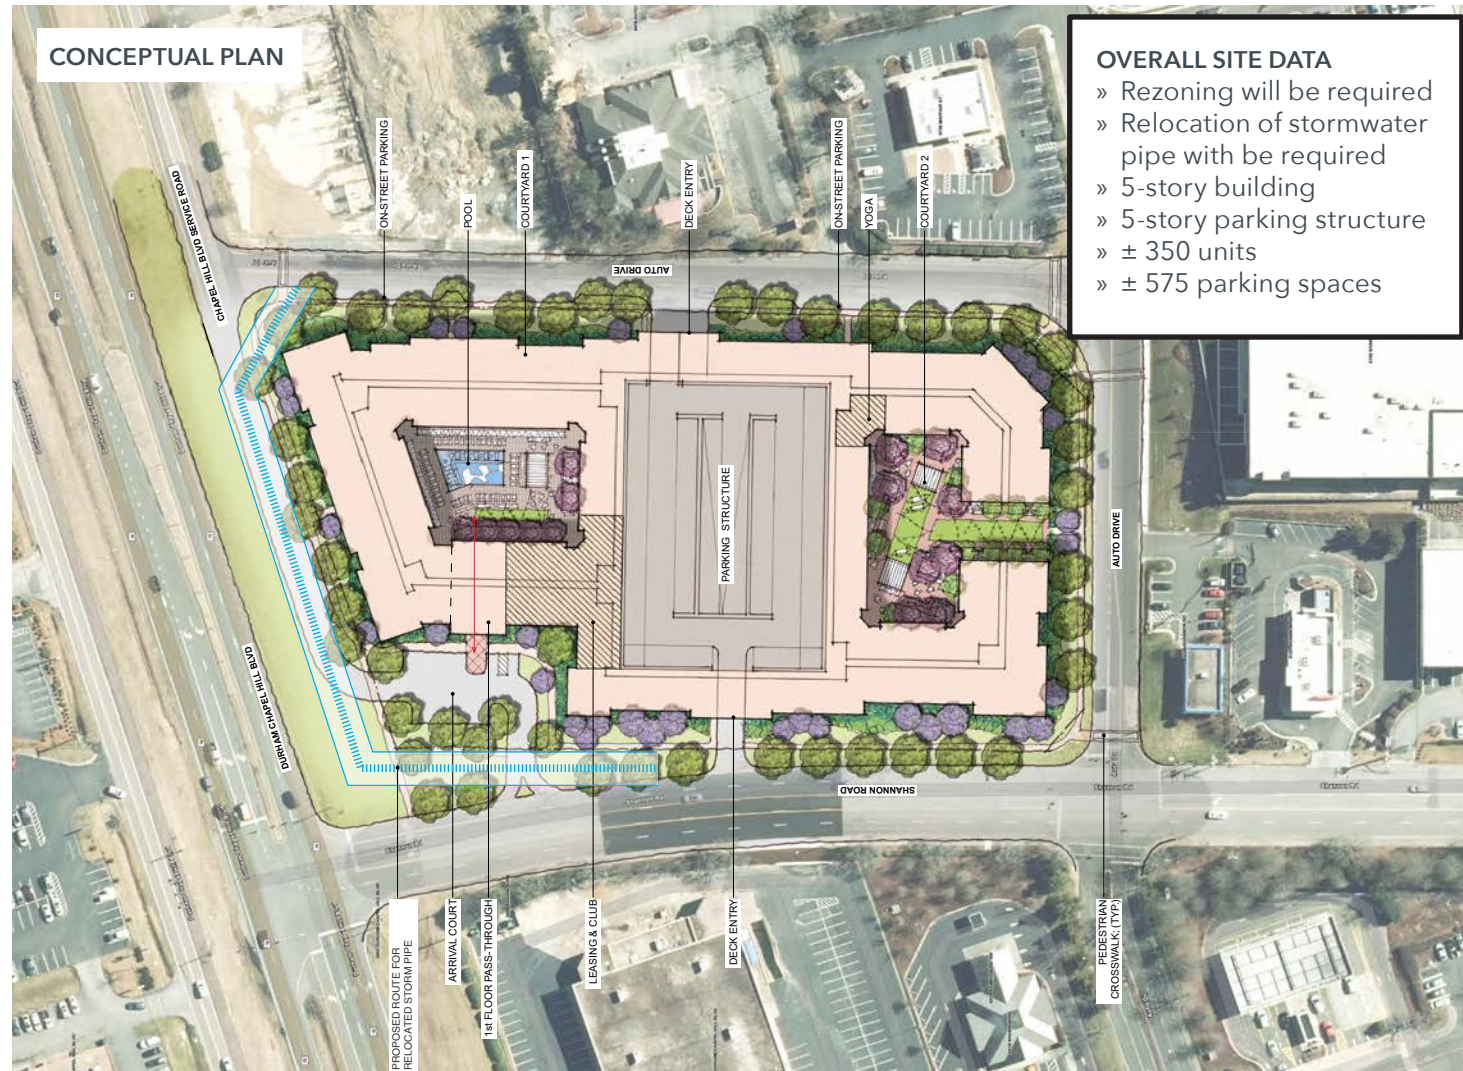 CONCEPTUAL PLAN
OVERALL SITE DATA
» Rezoning will be required
» Relocation of stormwater
pipe with be required
» 5-story building
» 5-story parking structure
» ± 350 units
» ± 575 parking spaces
CHAPEL HILL BLVD SERVICE ROAD
ON-STREET PARKING
POOL
COURTYARD 1
DECK ENTRY
ON-STREET PARKING
YOGA
COURTYARD 2
AUTO DRIVE
PARKING STRUCTURE
AUTO DRIVE
DURHAM CHAPEL HILL BLVD
SHANNON ROAD
PROPOSED ROUTE FOR
RELOCATED STORM PIPE
ARRIVAL COURT
1st FLOOR PASS-THROUGH
LEASING & CLUB
DECK ENTRY
PEDESTRIAN
CROSSWALK; (TYP.)